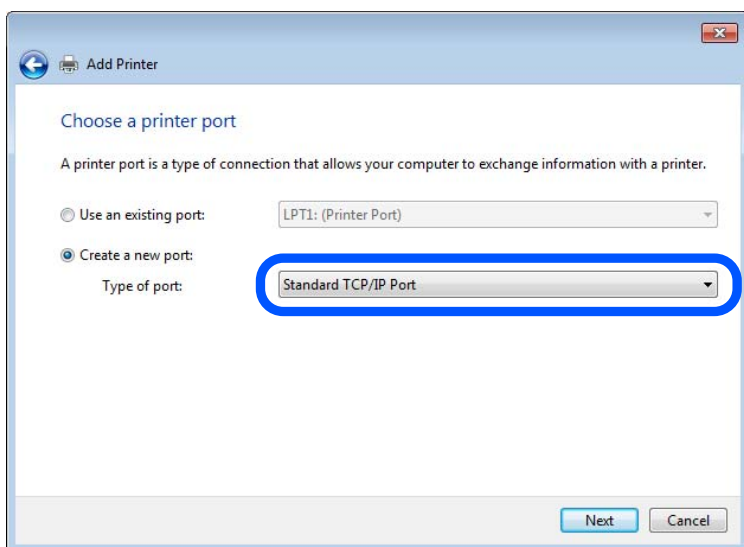 Add Printer
Choose a printer port
A printer port is a type of connection that allows your computer to exchange information with a printer.
Use an existing port: LPT1: (Printer Port)
Create a new port:
Type of port: Standard TCP/IP Port
Next Cancel